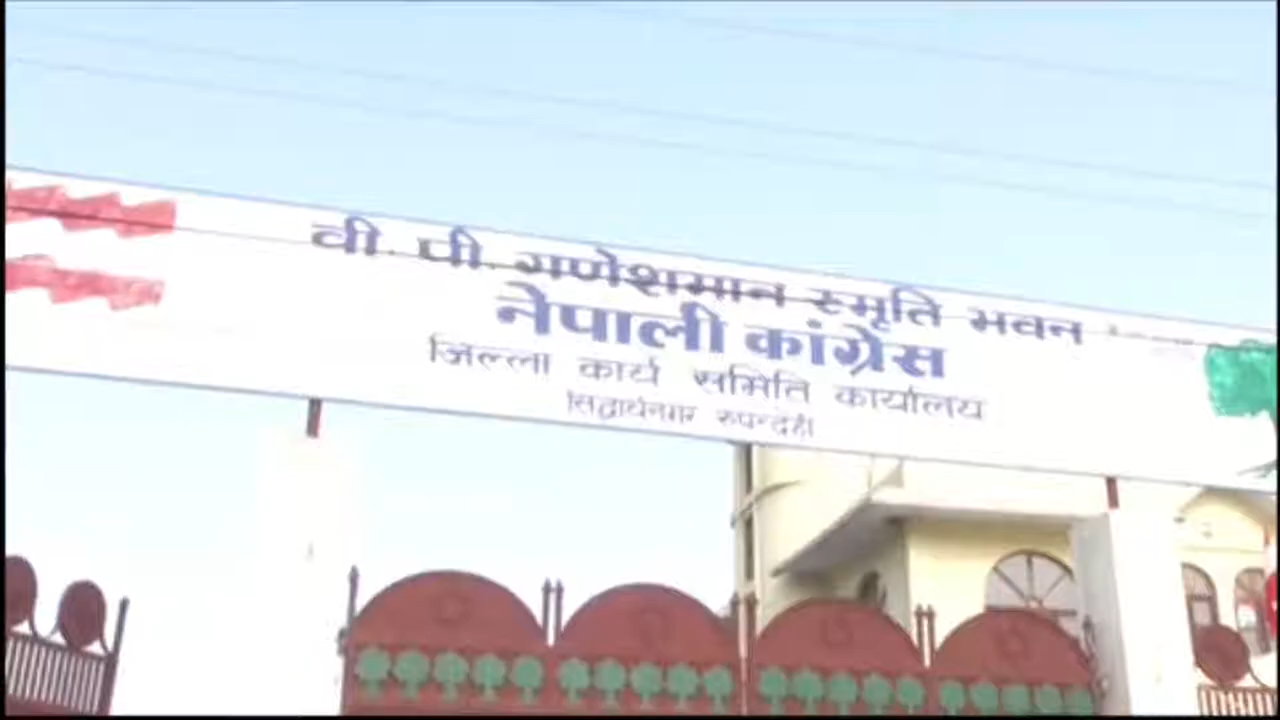 वी. पी. गणेशमान स्मृति भवन
नेपाली कांग्रेस
जिल्ला कार्य समिति कार्यालय
सिद्धार्थनगर रुपन्देही